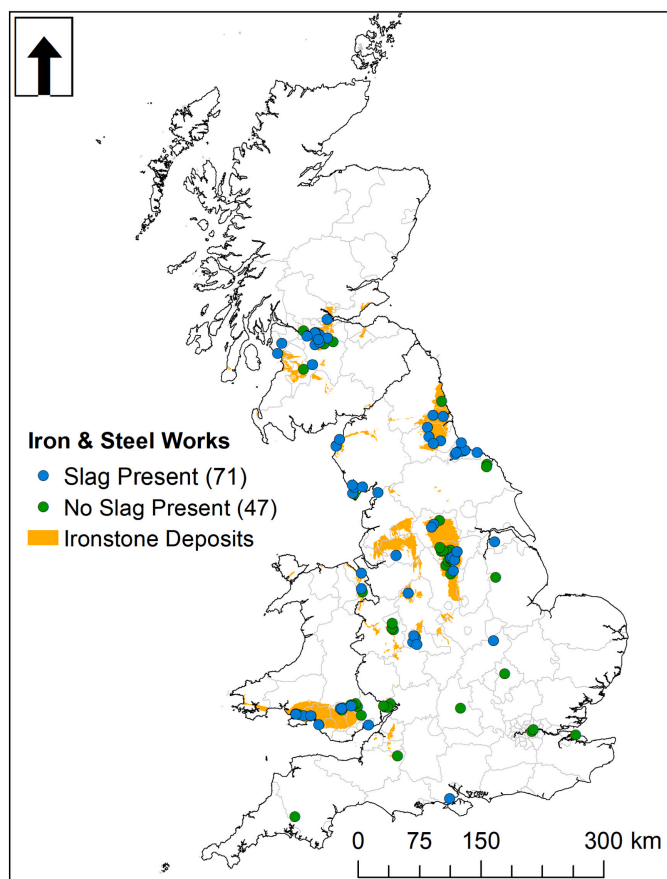 Iron & Steel Works
Slag Present (71)
No Slag Present (47)
Ironstone Deposits
0 75 150 300 km